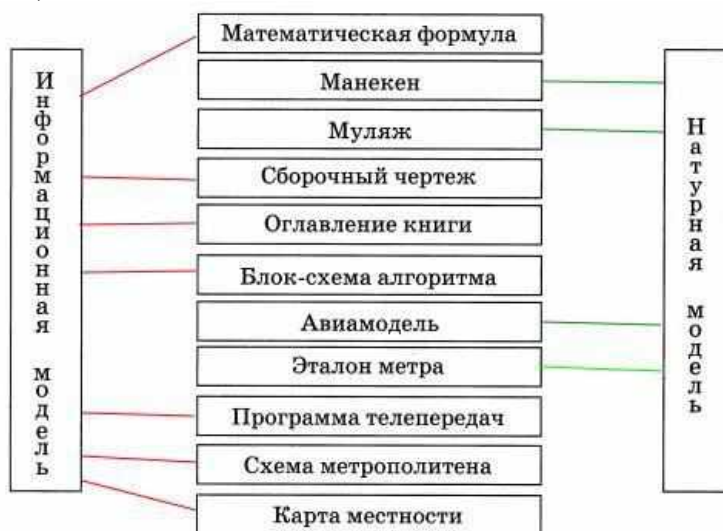 Информационная модель
Математическая формула
Манекен
Муляж
Сборочный чертеж
Оглавление книги
Блок-схема алгоритма
Авиамодель
Эталон метра
Программа телепередач
Схема метрополитена
Карта местности
Натурная модель